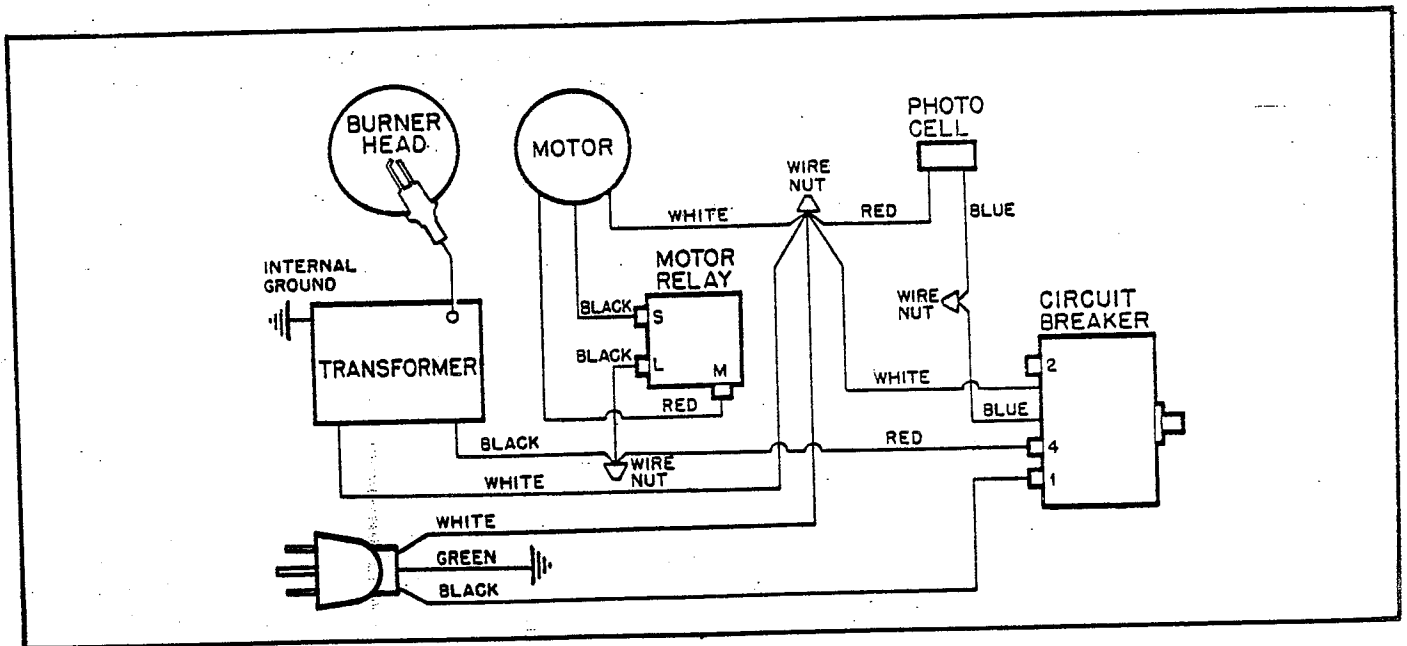 BURNER
HEAD
MOTOR
PHOTO
CELL
WIRE
NUT
WHITE
RED
BLUE
INTERNAL
GROUND
MOTOR
RELAY
WIRE
NUT
CIRCUIT
BREAKER
BLACK
S
TRANSFORMER
BLACK
L
M
2
WHITE
RED
BLUE
BLACK
RED
4
WIRE
NUT
WHITE
1
WHITE
GREEN
BLACK